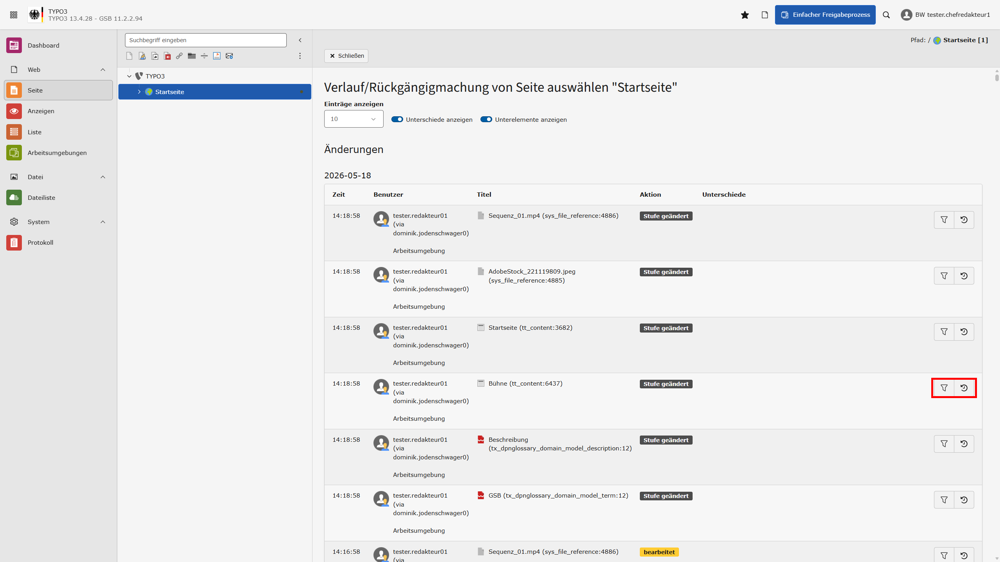 TYPO3
TYPO3 13.4.28 - GSB 11.2.2.94
Einfacher Freigabeprozess
BW tester.chefredakteur1
Dashboard
Web
Seite
Anzeigen
Liste
Arbeitsumgebungen
Datei
Dateiliste
System
Protokoll
Suchbegriff eingeben
TYPO3
Startseite
Pfad: / Startseite [1]
Schließen
Verlauf/Rückgängigmachung von Seite auswählen "Startseite"
Einträge anzeigen
10
Unterschiede anzeigen
Unterelemente anzeigen
Änderungen
2026-05-18
Zeit Benutzer Titel Aktion Unterschiede
14:18:58 tester.redakteur01 Sequenz_01.mp4 (sys_file_reference:4886) Stufe geändert
(via
dominik.jodenschwager0)
Arbeitsumgebung
14:18:58 tester.redakteur01 AdobeStock_221119809.jpeg Stufe geändert
(via (sys_file_reference:4885)
dominik.jodenschwager0)
Arbeitsumgebung
14:18:58 tester.redakteur01 Startseite (tt_content:3682) Stufe geändert
(via
dominik.jodenschwager0)
Arbeitsumgebung
14:18:58 tester.redakteur01 Bühne (tt_content:6437) Stufe geändert
(via
dominik.jodenschwager0)
Arbeitsumgebung
14:18:58 tester.redakteur01 Beschreibung Stufe geändert
(via (tx_dpnglossary_domain_model_description:12)
dominik.jodenschwager0)
Arbeitsumgebung
14:18:58 tester.redakteur01 GSB (tx_dpnglossary_domain_model_term:12) Stufe geändert
(via
dominik.jodenschwager0)
Arbeitsumgebung
14:16:58 tester.redakteur01 Sequenz_01.mp4 (sys_file_reference:4886) bearbeitet
(via